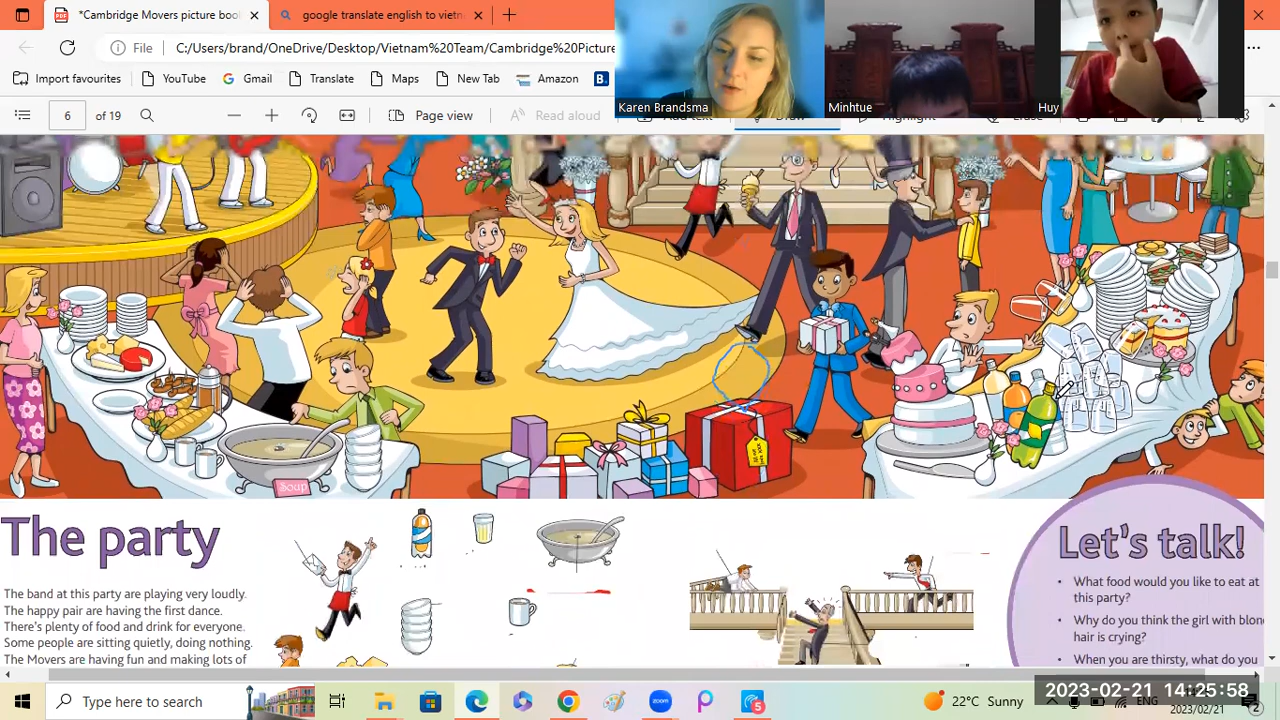 *Cambridge Movers picture boo
google translate english to vietn
File
C:/Users/brand/OneDrive/Desktop/Vietnam%20Team/Cambridge%20Picture
Import favourites
YouTube
Gmail
Translate
Maps
New Tab
Amazon
B.
Karen Brandsma
Minhtue
Huy
6 of 19
Page view
Read aloud
Soup
The party
The band at this party are playing very loudly.
The happy pair are having the first dance.
There's plenty of food and drink for everyone.
Some people are sitting quietly, doing nothing.
The Movers are having fun and making lots of
Let's talk!
• What food would you like to eat at
this party?
• Why do you think the girl with blon
hair is crying?
• When you are thirsty, what do you
Type here to search
zoom
5
22°C Sunny
ENG
2023-02-21 14:25:58
2023/02/21
2